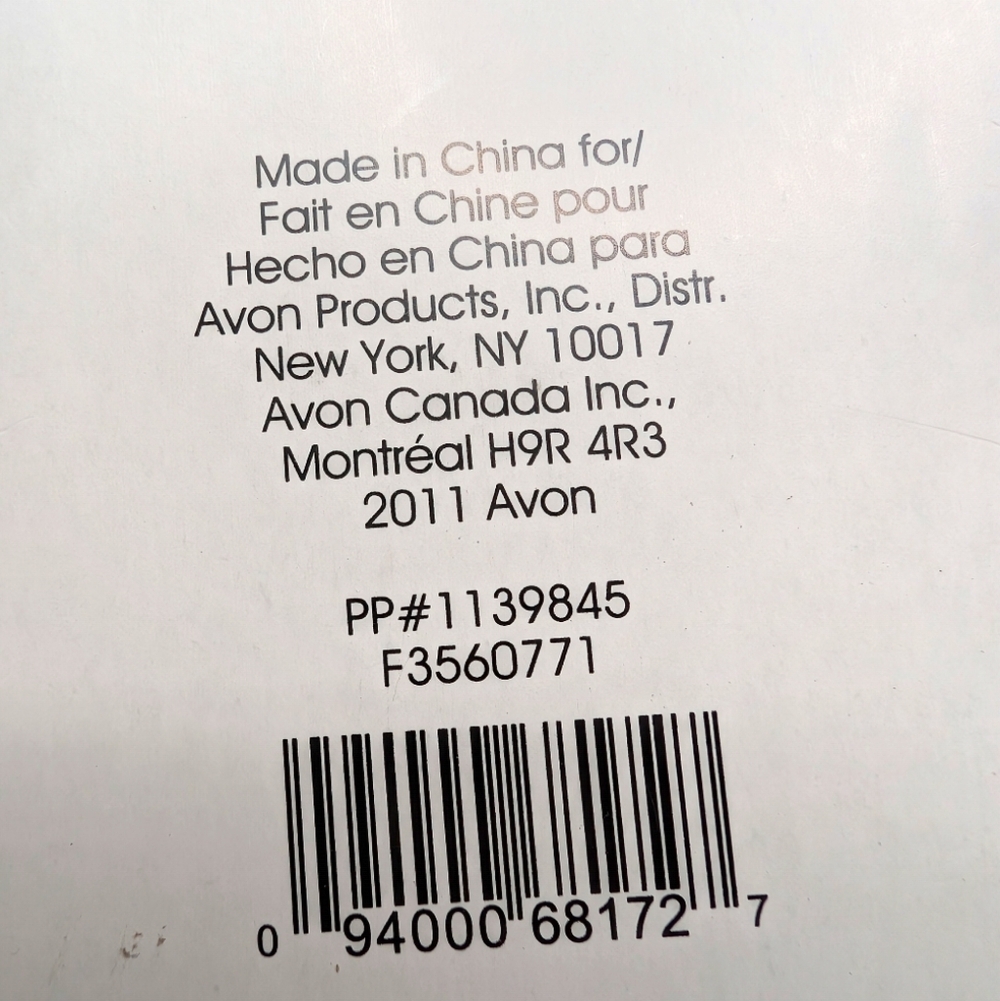 Made in China for/
Fait en Chine pour
Hecho en China para
Avon Products, Inc., Distr.
New York, NY 10017
Avon Canada Inc.,
Montréal H9R 4R3
2011 Avon
PP#1139845
F3560771
0 94000 68172 7